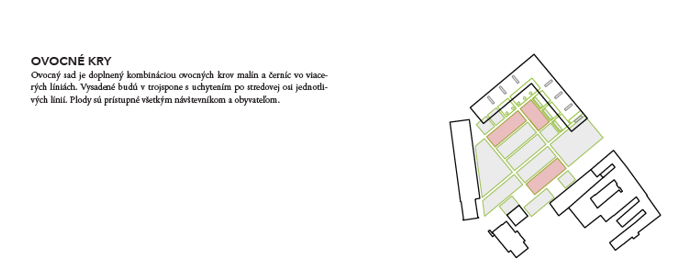 OVOCNÉ KRY
Ovocný sad je doplnený kombináciou ovocných krov malín a černíc vo viace-
rých líniách. Vysadené budú v trojspone s uchytením po stredovej osi jednotli-
vých línií. Plody sú prístupné všetkým návštevníkom a obyvateľom.